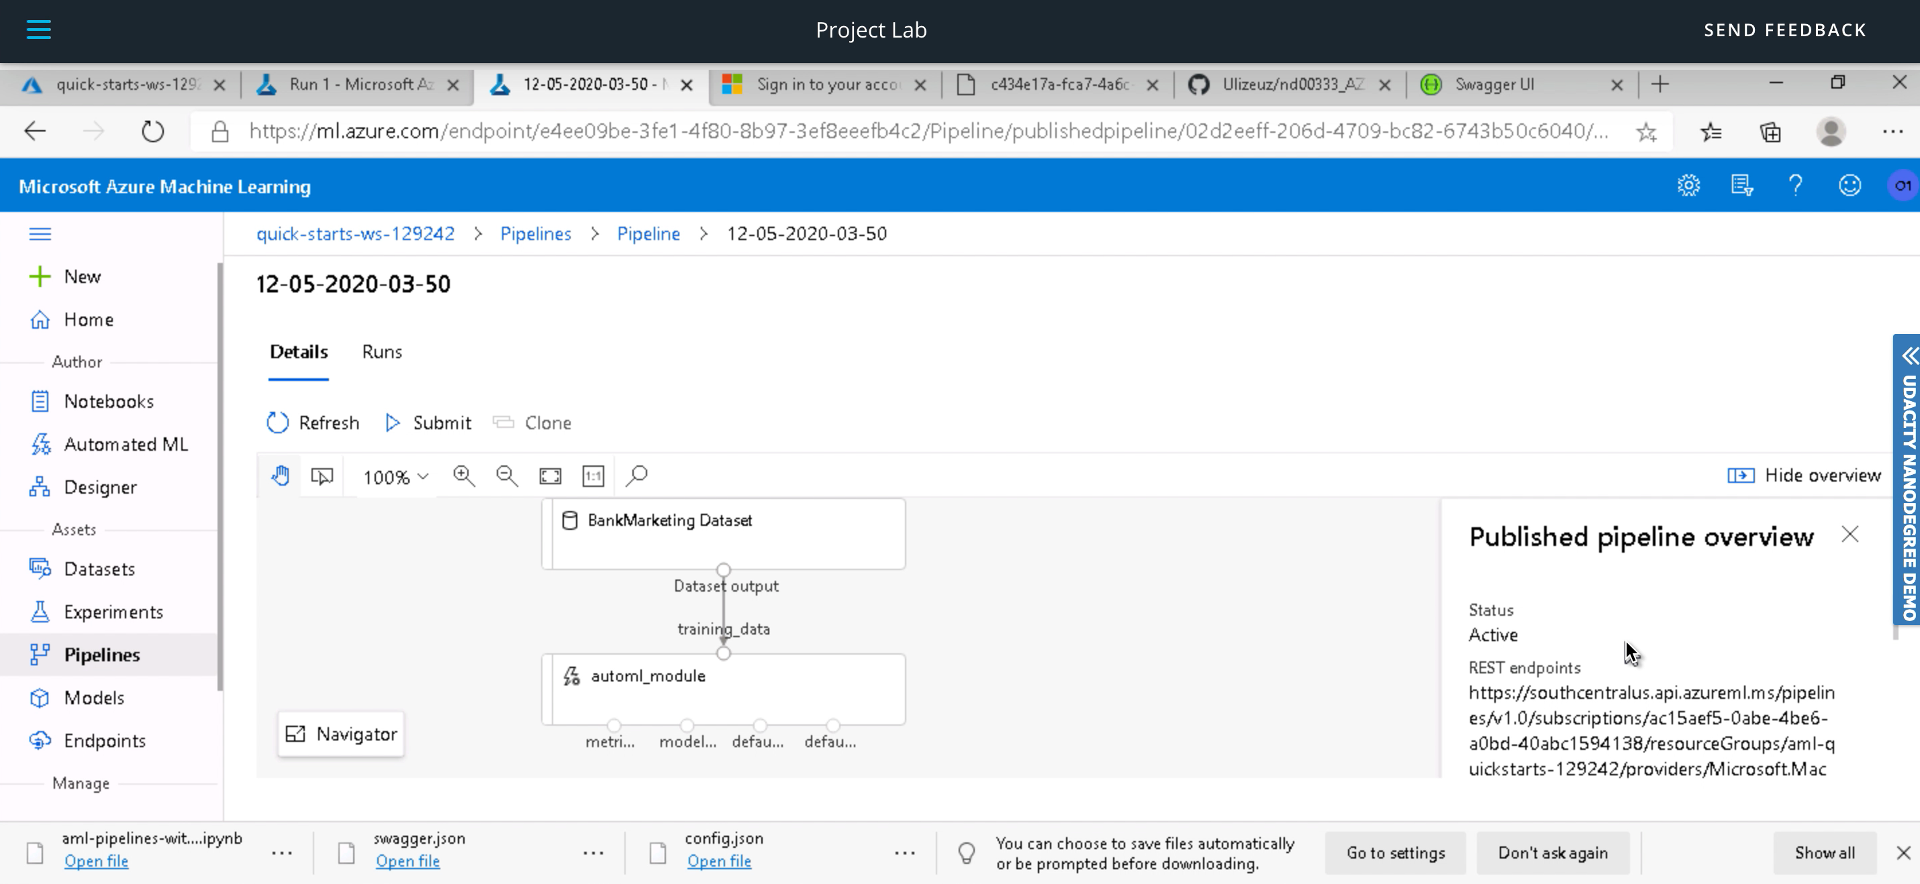 Project Lab
SEND FEEDBACK
quick-starts-ws-129
Run 1 - Microsoft Az
12-05-2020-03-50 -
Sign in to your acco
c434e17a-fca7-4a6c-
Ulizeuz/nd00333_AZ
Swagger UI
https://ml.azure.com/endpoint/e4ee09be-3fe1-4f80-8b97-3ef8eeefb4c2/Pipeline/publishedpipeline/02d2eeff-206d-4709-bc82-6743b50c6040/...
Microsoft Azure Machine Learning
O1
quick-starts-ws-129242 > Pipelines > Pipeline > 12-05-2020-03-50
New
Home
Author
Notebooks
Automated ML
Designer
Assets
Datasets
Experiments
Pipelines
Models
Endpoints
Manage
12-05-2020-03-50
Details
Runs
Refresh
Submit
Clone
100%
1:1
Hide overview
BankMarketing Dataset
Dataset output
training_data
automl_module
metri...
model...
defau...
defau...
Navigator
Published pipeline overview
Status
Active
REST endpoints
https://southcentralus.api.azureml.ms/pipelin
es/v1.0/subscriptions/ac15aef5-0abe-4be6-
a0bd-40abc1594138/resourceGroups/aml-q
uickstarts-129242/providers/Microsoft.Mac
UDACITY NANODEGREE DEMO
aml-pipelines-wit....ipynb
Open file
swagger.json
Open file
config.json
Open file
You can choose to save files automatically
or be prompted before downloading.
Go to settings
Don't ask again
Show all